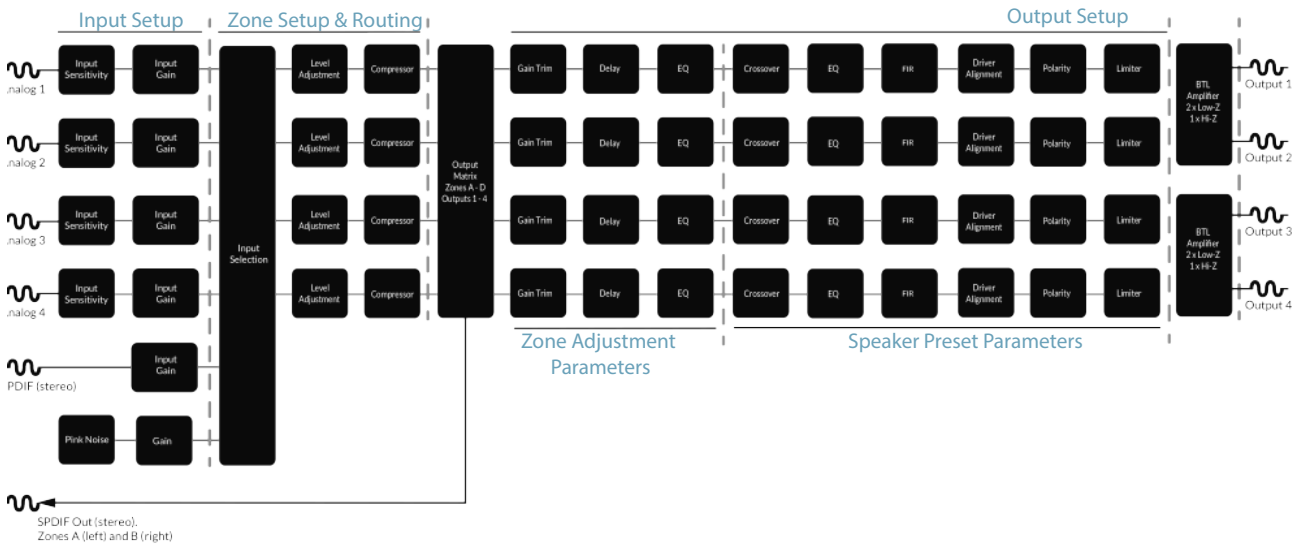 Input Setup
Zone Setup & Routing
Output Setup
Input
Sensitivity
Input
Gain
Level
Adjustment
Compressor
Gain Trim
Delay
EQ
Crossover
EQ
FIR
Driver
Alignment
Polarity
Limiter
BTL
Amplifier
2 x Low-Z
1 x Hi-Z
nalog 1
Output 1
Input
Sensitivity
Input
Gain
Level
Adjustment
Compressor
Output
Matrix
Zones A - D
Outputs 1 - 4
Gain Trim
Delay
EQ
Crossover
EQ
FIR
Driver
Alignment
Polarity
Limiter
nalog 2
Output 2
Input
Sensitivity
Input
Gain
Input
Selection
Level
Adjustment
Compressor
Gain Trim
Delay
EQ
Crossover
EQ
FIR
Driver
Alignment
Polarity
Limiter
BTL
Amplifier
2 x Low-Z
1 x Hi-Z
nalog 3
Output 3
Input
Sensitivity
Input
Gain
Level
Adjustment
Compressor
Gain Trim
Delay
EQ
Crossover
EQ
FIR
Driver
Alignment
Polarity
Limiter
nalog 4
Output 4
Zone Adjustment
Parameters
Speaker Preset Parameters
Input
Gain
PDIF (stereo)
Pink Noise
Gain
SPDIF Out (stereo).
Zones A (left) and B (right)